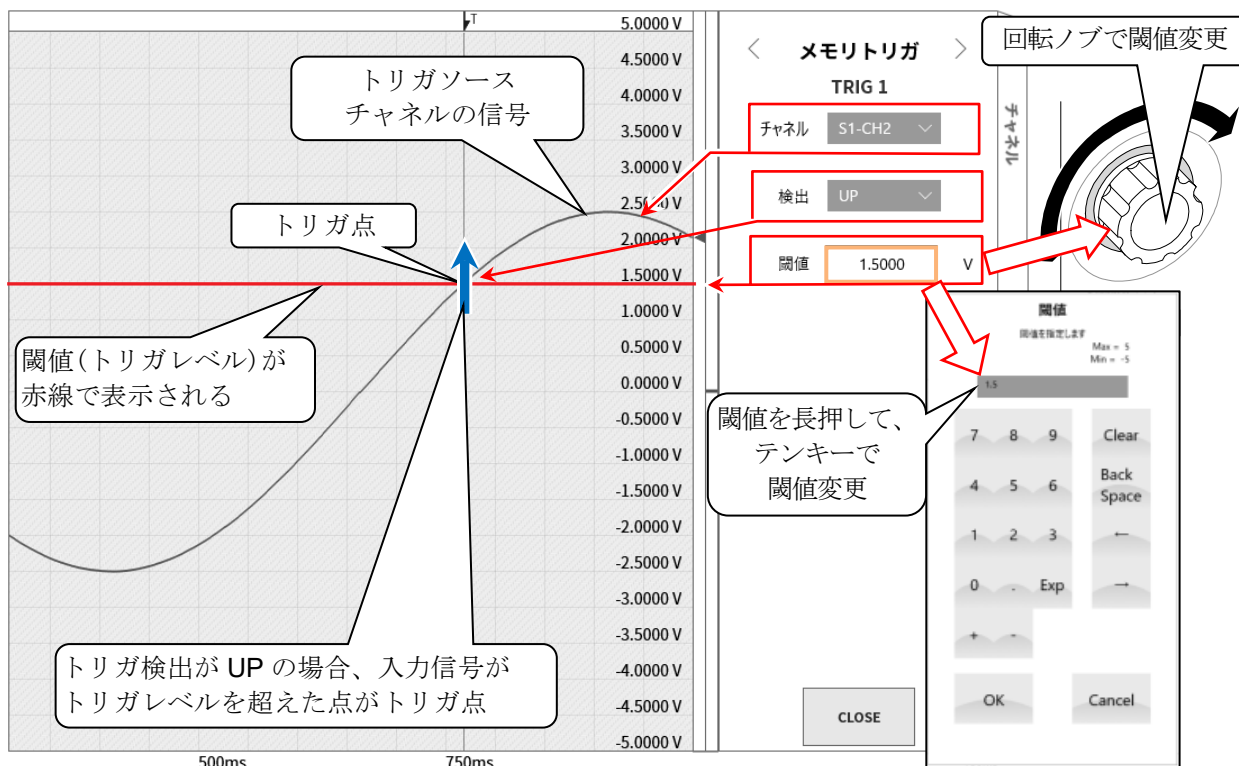 T
5.0000 V
4.5000 V
4.0000 V
3.5000 V
3.0000 V
2.5000 V
2.0000 V
1.5000 V
1.0000 V
0.5000 V
0.0000 V
-0.5000 V
-1.0000 V
-1.5000 V
-2.0000 V
-2.5000 V
-3.0000 V
-3.5000 V
-4.0000 V
-4.5000 V
-5.0000 V
500ms
750ms
トリガソース
チャネルの信号
トリガ点
閾値(トリガレベル)が
赤線で表示される
トリガ検出が UP の場合、入力信号が
トリガレベルを超えた点がトリガ点
メモリトリガ
TRIG 1
チャネル S1-CH2
検出 UP
閾値 1.5000 V
CLOSE
チャネル
回転ノブで閾値変更
閾値を長押して、
テンキーで
閾値変更
閾値
閾値を指定します
Max = 5
Min = -5
1.5
7 8 9 Clear
4 5 6 Back Space
1 2 3 ←
0 . Exp →
+ -
OK Cancel